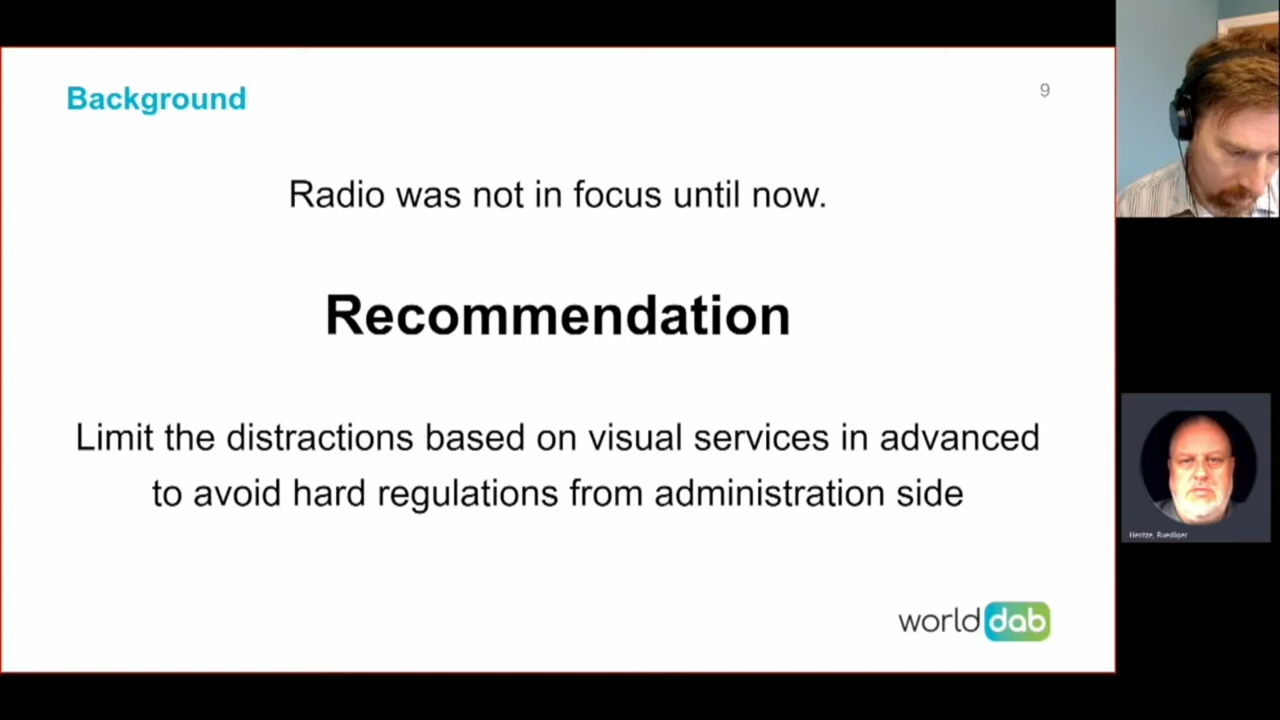 Background
9
Radio was not in focus until now.
Recommendation
Limit the distractions based on visual services in advanced
to avoid hard regulations from administration side
world dab
Ruediger